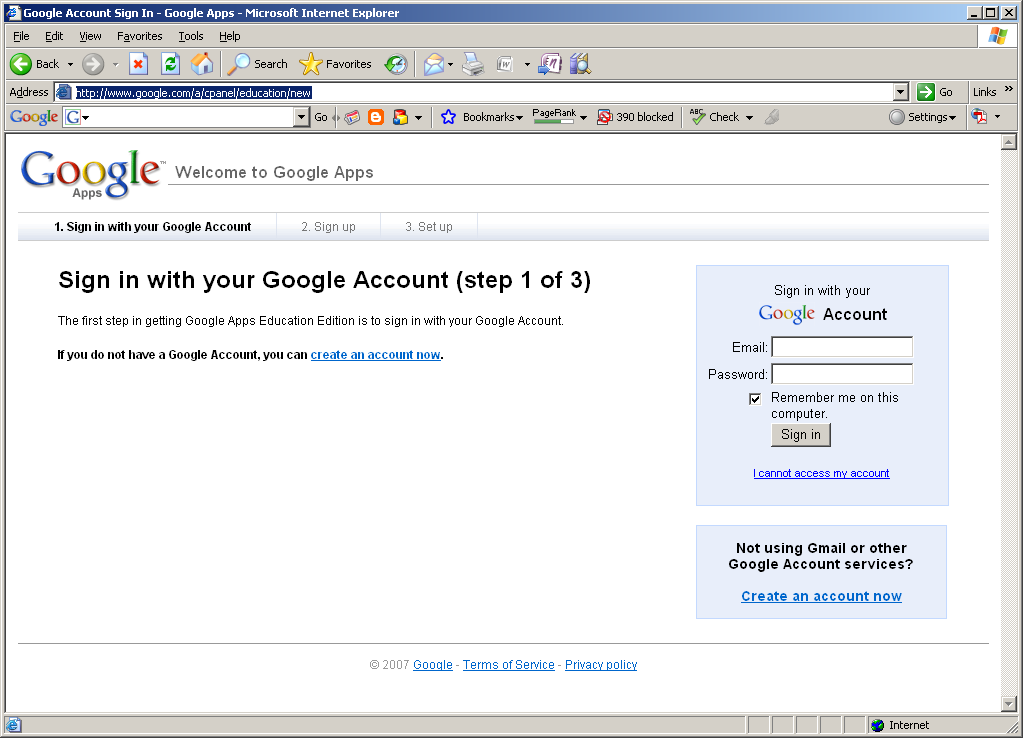 Google Account Sign In - Google Apps - Microsoft Internet Explorer
File Edit View Favorites Tools Help
Back Search Favorites
Address http://www.google.com/a/cpanel/education/new Go Links »
Google G Go Bookmarks PageRank 390 blocked ABC Check Settings
Google™ Apps Welcome to Google Apps
1. Sign in with your Google Account 2. Sign up 3. Set up
Sign in with your Google Account (step 1 of 3)
The first step in getting Google Apps Education Edition is to sign in with your Google Account.
If you do not have a Google Account, you can create an account now.
Sign in with your
Google Account
Email:
Password:
Remember me on this
computer.
Sign in
I cannot access my account
Not using Gmail or other
Google Account services?
Create an account now
© 2007 Google - Terms of Service - Privacy policy
Internet